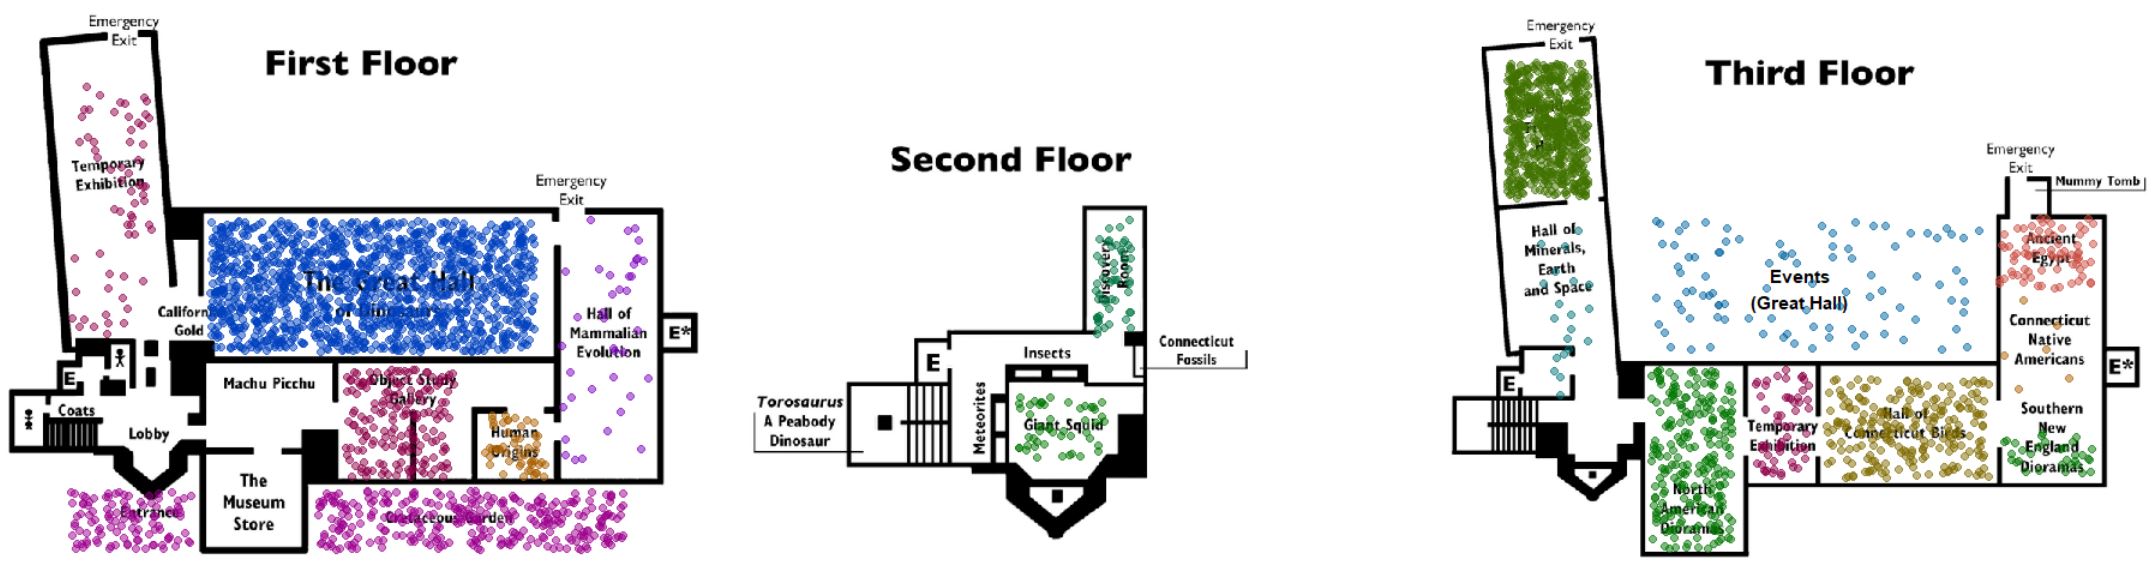 First Floor
Emergency
Exit
Temporary
Exhibition
Emergency
Exit
The Great Hall
of Dinosaurs
California
Gold
Hall of
Mammalian
Evolution
E*
Machu Picchu
Object Study
Gallery
Human
Origins
E
Coats
Lobby
The
Museum
Store
Entrance
Cretaceous Garden
Second Floor
Discovery
Room
E
Insects
Connecticut
Fossils
Meteorites
Giant Squid
Torosaurus
A Peabody
Dinosaur
Third Floor
Emergency
Exit
Hall of
Minerals,
Earth
and Space
Events
(Great Hall)
Emergency
Exit
Mummy Tomb
Ancient
Egypt
Connecticut
Native
Americans
E*
E
Temporary
Exhibition
Hall of
Connecticut Birds
Southern
New
England
Dioramas
North
American
Dioramas